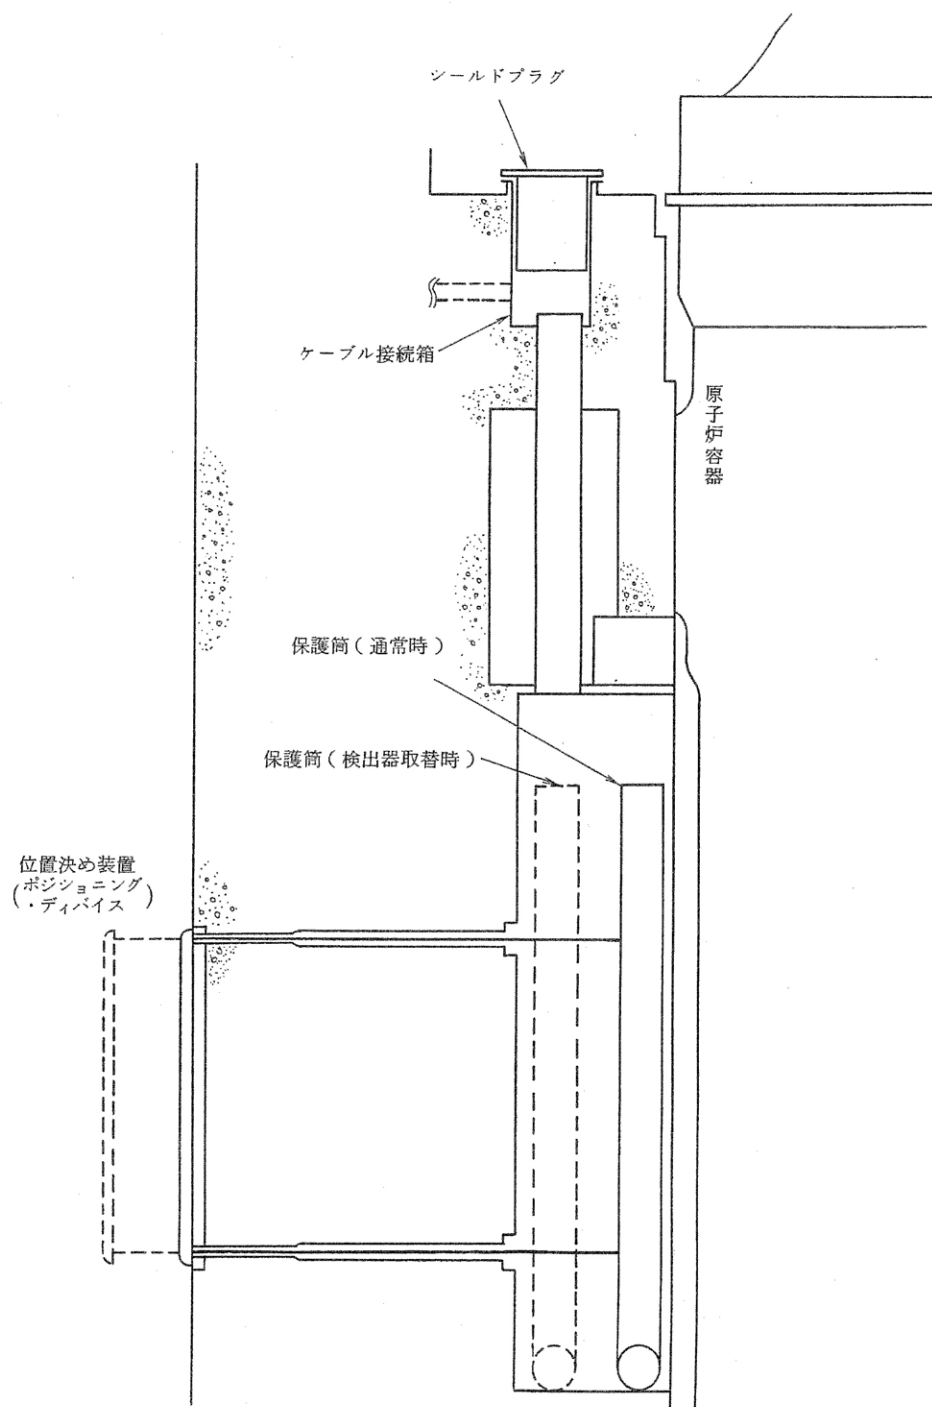 シールドプラグ
ケーブル接続箱
原子炉容器
保護筒(通常時)
保護筒(検出器取替時)
位置決め装置
(ポジショニング
・ディバイス)